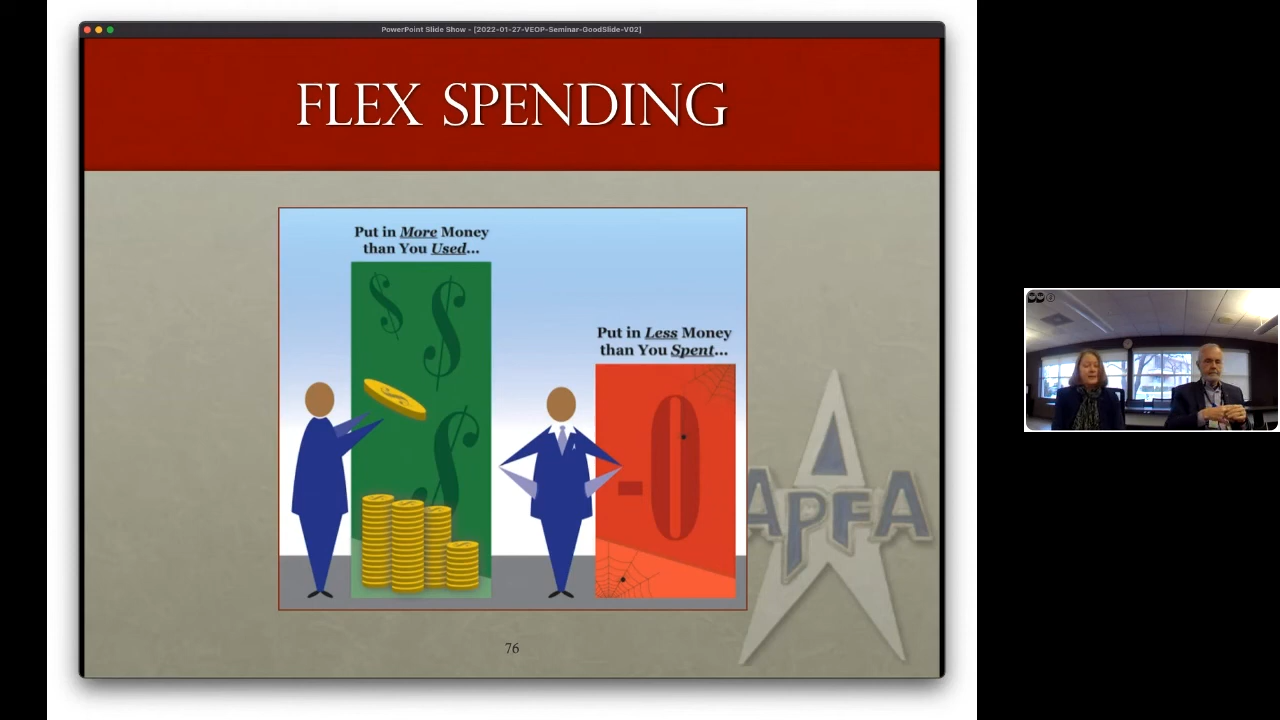 PowerPoint Slide Show - [2022-01-27-VEOP-Seminar-GoodSlide-V02]
FLEX SPENDING
Put in More Money
than You Used...
Put in Less Money
than You Spent...
-0
APFA
76